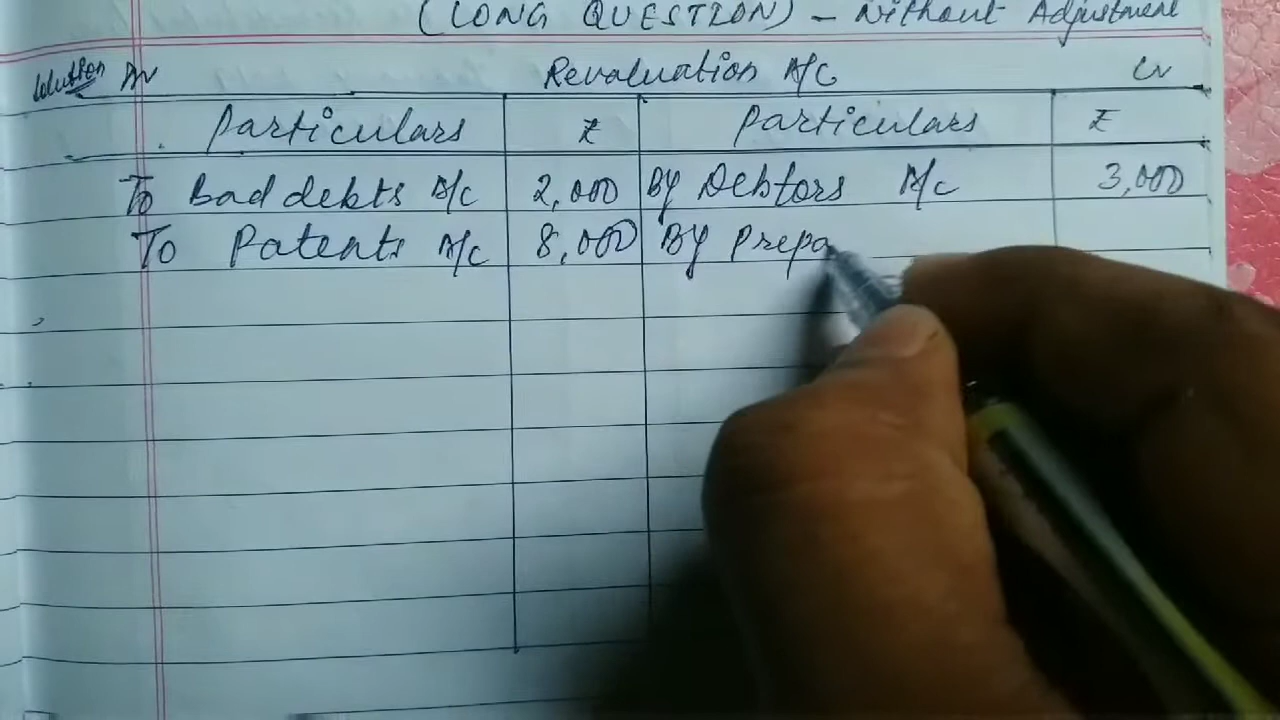 (LONG QUESTION) - Without Adjustment
Solution Dr Revaluation A/C Cr
Particulars ₹ Particulars ₹
To Bad debts A/C 2,000 By Debtors A/C 3,000
To Patents A/C 8,000 By Prepa